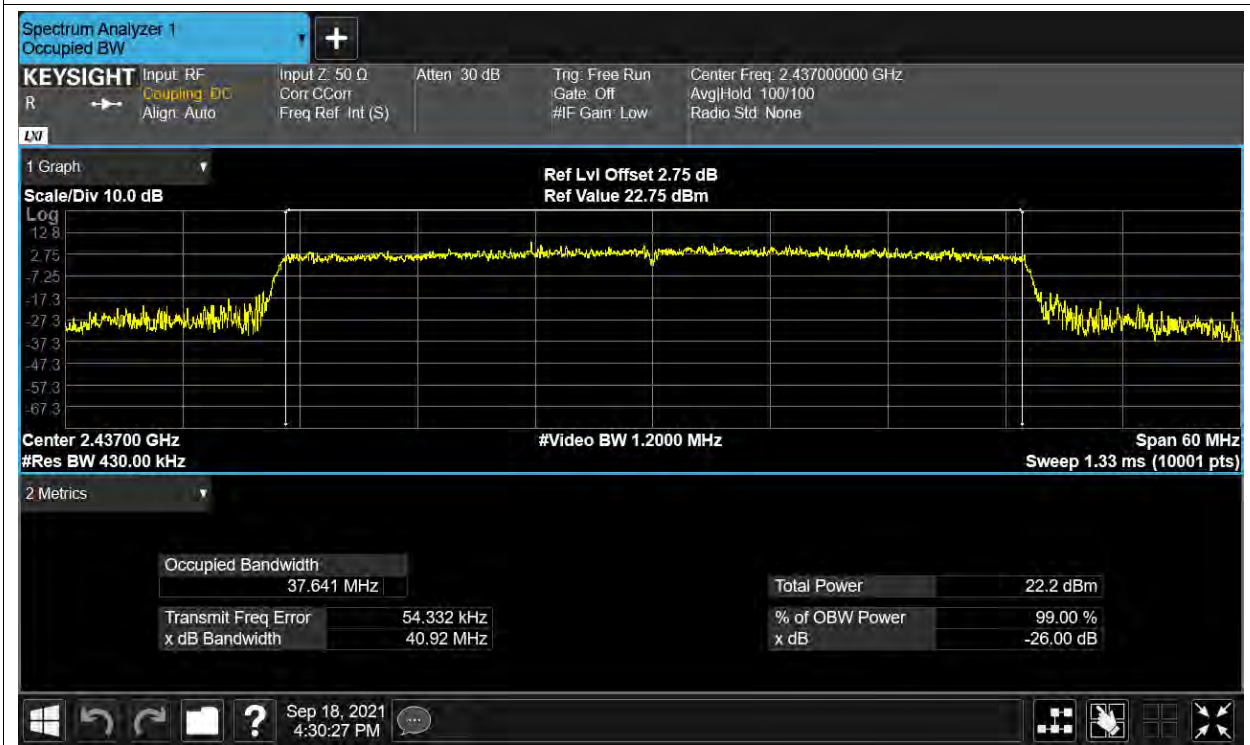 Spectrum Analyzer 1
Occupied BW
+
KEYSIGHT Input: RF Input Z: 50 Ω Atten: 30 dB Trig: Free Run Center Freq: 2.437000000 GHz
R Coupling: DC Corr CCorr Gate: Off Avg|Hold: 100/100
Align: Auto Freq Ref: Int (S) #IF Gain: Low Radio Std: None
LXI
1 Graph
Ref Lvl Offset 2.75 dB
Scale/Div 10.0 dB Ref Value 22.75 dBm
Log
12.8
2.75
-7.25
-17.3
-27.3
-37.3
-47.3
-57.3
-67.3
Center 2.43700 GHz #Video BW 1.2000 MHz Span 60 MHz
#Res BW 430.00 kHz Sweep 1.33 ms (10001 pts)
2 Metrics
Occupied Bandwidth
37.641 MHz Total Power 22.2 dBm
Transmit Freq Error 54.332 kHz % of OBW Power 99.00 %
x dB Bandwidth 40.92 MHz x dB -26.00 dB
? Sep 18, 2021
4:30:27 PM